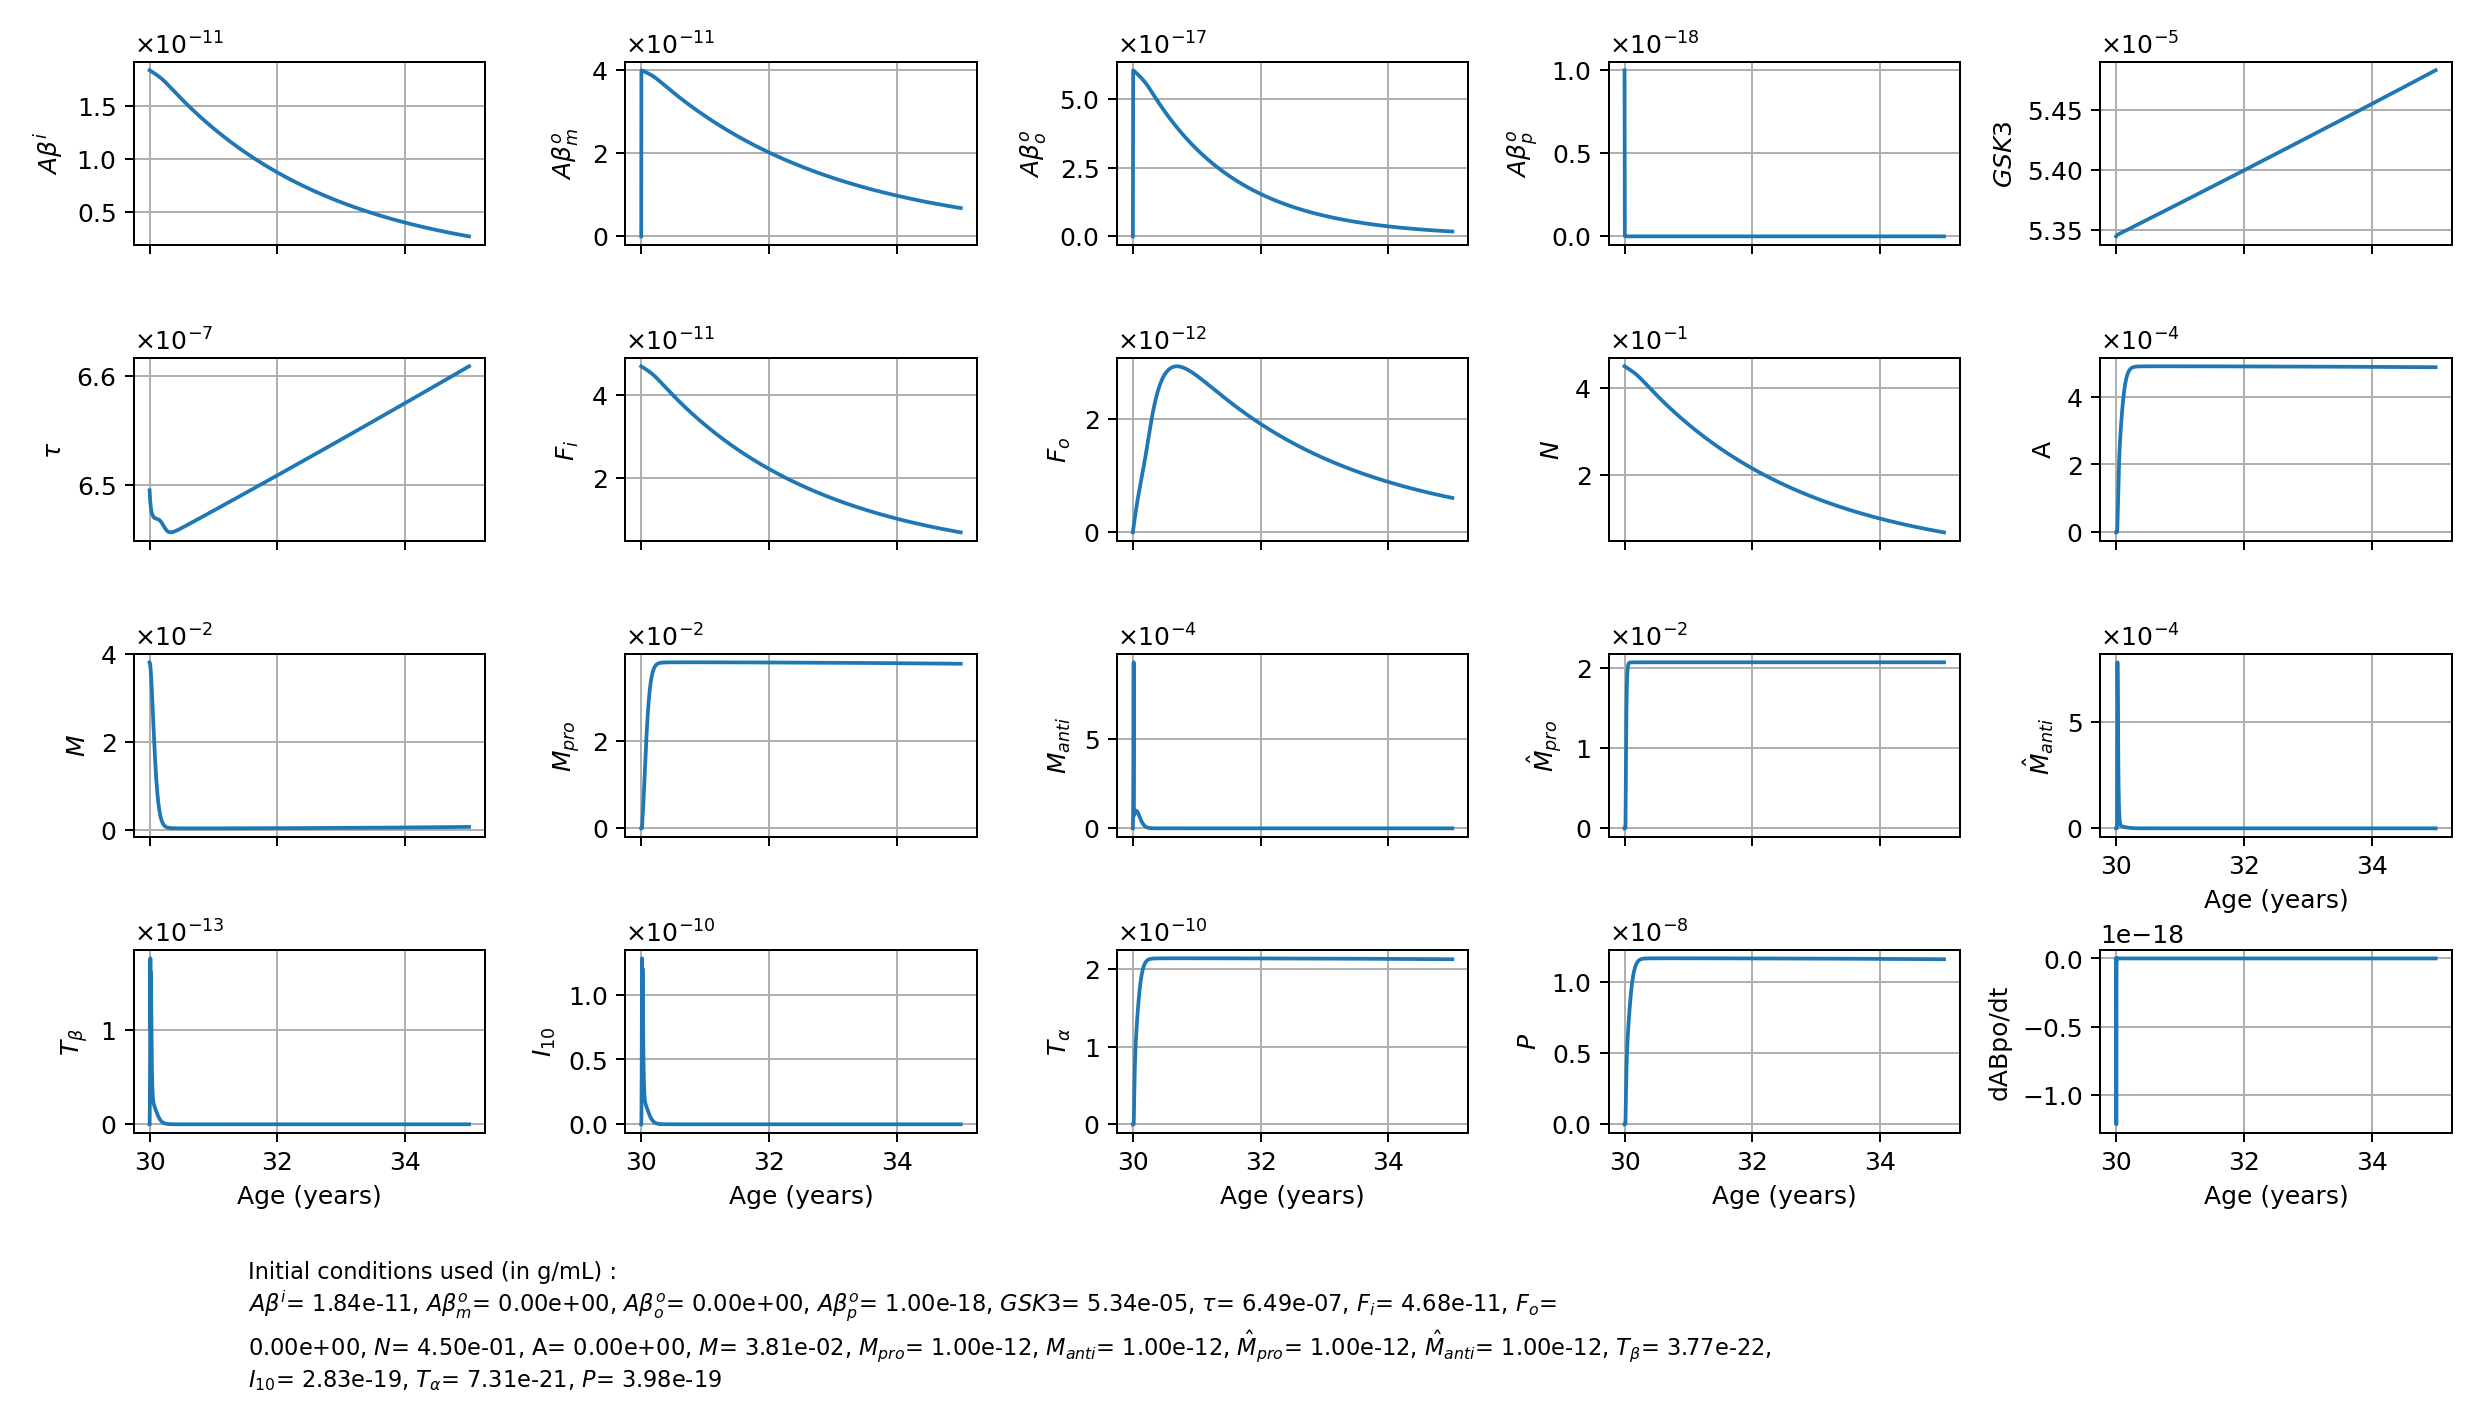 ×10⁻¹¹ ×10⁻¹¹ ×10⁻¹⁷ ×10⁻¹⁸ ×10⁻⁵
Aβⁱ 1.5 1.0 0.5
Aβₘᵒ 4 2 0
Aβₒᵒ 5.0 2.5 0.0
Aβₚᵒ 1.0 0.5 0.0
GSK3 5.45 5.40 5.35
×10⁻⁷ ×10⁻¹¹ ×10⁻¹² ×10⁻¹ ×10⁻⁴
τ 6.6 6.5
Fᵢ 4 2
Fₒ 2 0
N 4 2
A 4 2 0
×10⁻² ×10⁻² ×10⁻⁴ ×10⁻² ×10⁻⁴
M 4 2 0
Mₚᵣₒ 2 0
Mₐₙₜᵢ 5 0
M̂ₚᵣₒ 2 1 0
M̂ₐₙₜᵢ 5 0
30 32 34
Age (years)
×10⁻¹³ ×10⁻¹⁰ ×10⁻¹⁰ ×10⁻⁸ 1e−18
Tᵦ 1 0
I₁₀ 1.0 0.5 0.0
T_α 2 1 0
P 1.0 0.5 0.0
dABpo/dt 0.0 −0.5 −1.0
30 32 34 30 32 34 30 32 34 30 32 34 30 32 34
Age (years) Age (years) Age (years) Age (years) Age (years)
Initial conditions used (in g/mL) :
Aβⁱ= 1.84e-11, Aβₘᵒ= 0.00e+00, Aβₒᵒ= 0.00e+00, Aβₚᵒ= 1.00e-18, GSK3= 5.34e-05, τ= 6.49e-07, Fᵢ= 4.68e-11, Fₒ=
0.00e+00, N= 4.50e-01, A= 0.00e+00, M= 3.81e-02, Mₚᵣₒ= 1.00e-12, Mₐₙₜᵢ= 1.00e-12, M̂ₚᵣₒ= 1.00e-12, M̂ₐₙₜᵢ= 1.00e-12, Tᵦ= 3.77e-22,
I₁₀= 2.83e-19, T_α= 7.31e-21, P= 3.98e-19